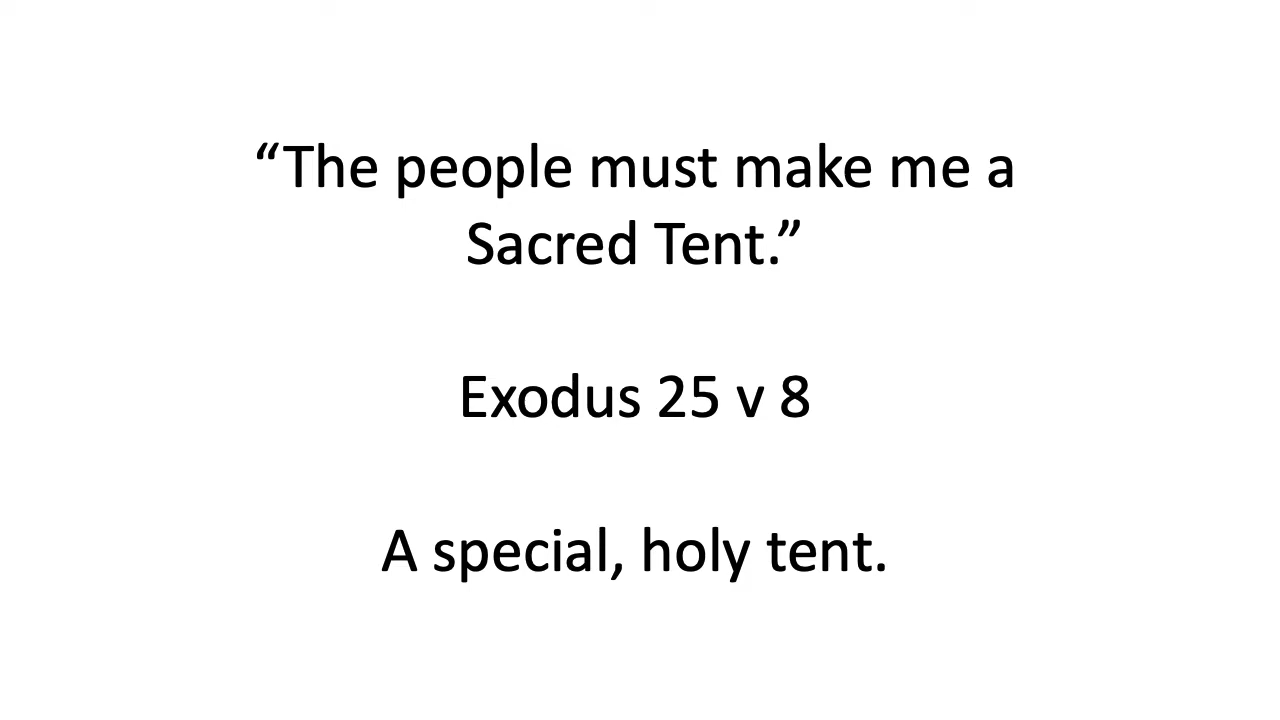 “The people must make me a
Sacred Tent.”
Exodus 25 v 8
A special, holy tent.